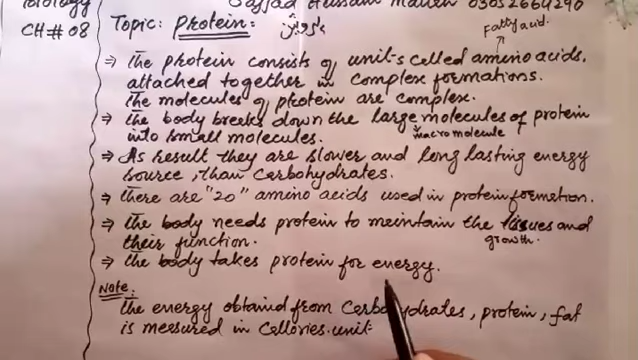 Biology
Sajjad Hussain
CH# 08
Topic: Protein: پروٹین
Fatty acid.
⇒ The protein consists of units called amino acids,
attached together in complex formations.
The molecules of protein are complex.
⇒ the body breaks down the large molecules of protein
into small molecules. macromolecule
⇒ As result they are slower and long lasting energy
source, than carbohydrates.
⇒ There are "20" amino acids used in protein formation.
⇒ The body needs protein to maintain the tissues and
their function. growth.
⇒ the body takes protein for energy.
Note:
The energy obtained from Carbohydrates, protein, fat
is measured in Callories.unit